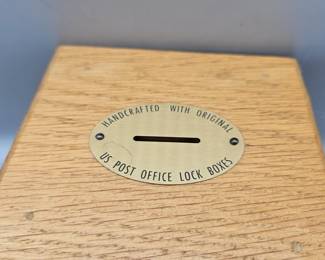 HANDCRAFTED WITH ORIGINAL
US POST OFFICE LOCK BOXES